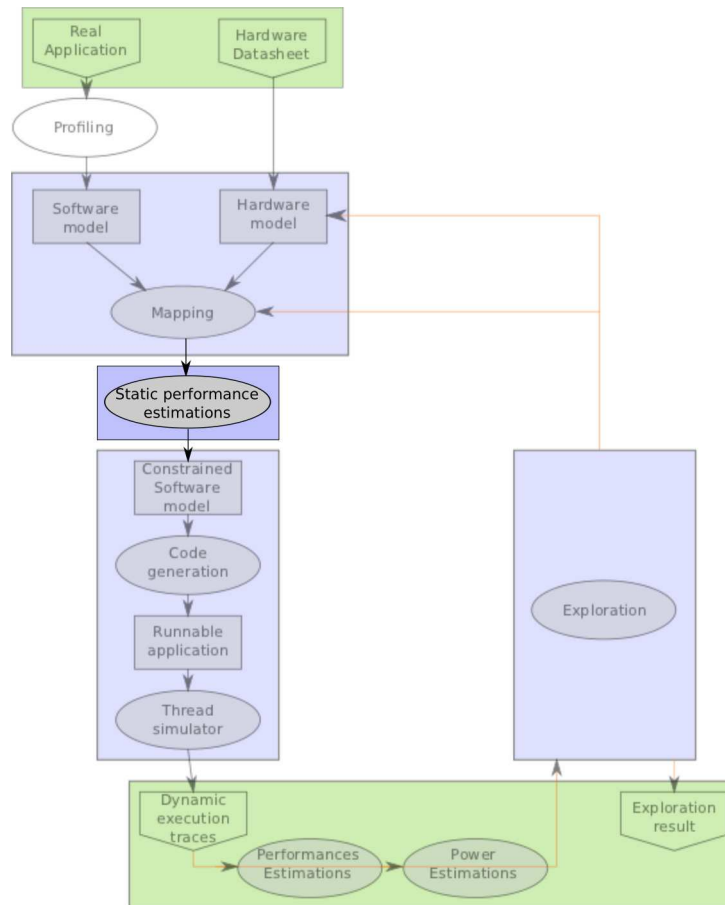 Real
Application
Hardware
Datasheet
Profiling
Software
model
Hardware
model
Mapping
Static performance
estimations
Constrained
Software
model
Code
generation
Exploration
Runnable
application
Thread
simulator
Dynamic
execution
traces
Exploration
result
Performances
Estimations
Power
Estimations